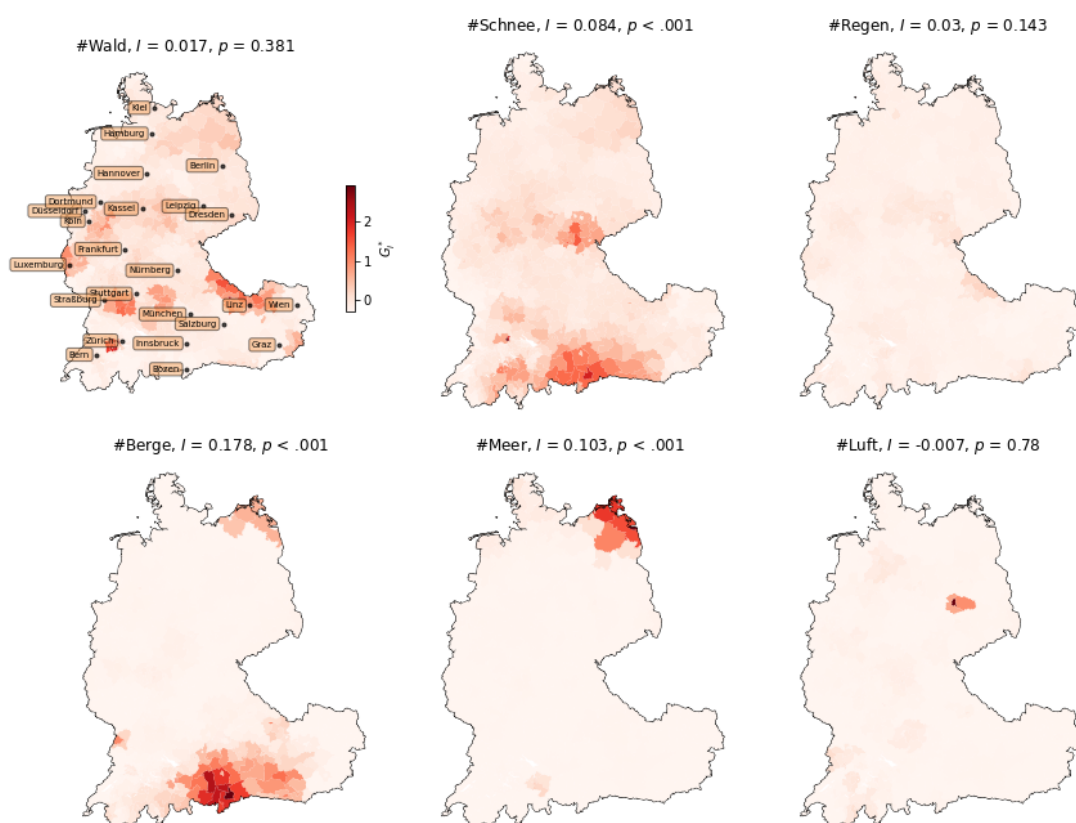 #Wald, I = 0.017, p = 0.381
#Schnee, I = 0.084, p < .001
#Regen, I = 0.03, p = 0.143
Kiel
Hamburg
Berlin
Hannover
Dortmund
Düsseldorf
Köln
Kassel
Leipzig
Dresden
Frankfurt
Luxemburg
Nürnberg
Stuttgart
Straßburg
Linz
Wien
München
Salzburg
Zürich
Innsbruck
Graz
Bern
Bozen
2
1
0
G*i
#Berge, I = 0.178, p < .001
#Meer, I = 0.103, p < .001
#Luft, I = -0.007, p = 0.78